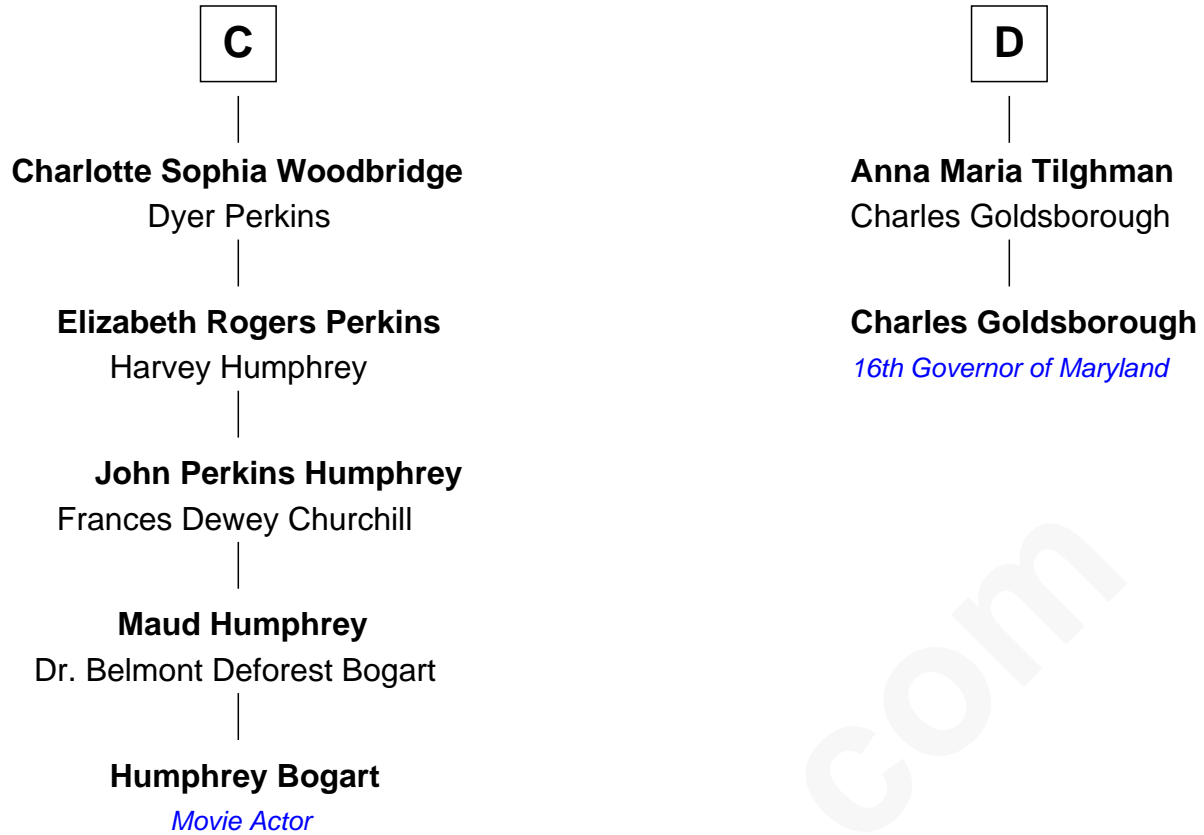 C
Charlotte Sophia Woodbridge
Dyer Perkins
Elizabeth Rogers Perkins
Harvey Humphrey
John Perkins Humphrey
Frances Dewey Churchill
Maud Humphrey
Dr. Belmont Deforest Bogart
Humphrey Bogart
Movie Actor
D
Anna Maria Tilghman
Charles Goldsborough
Charles Goldsborough
16th Governor of Maryland
com